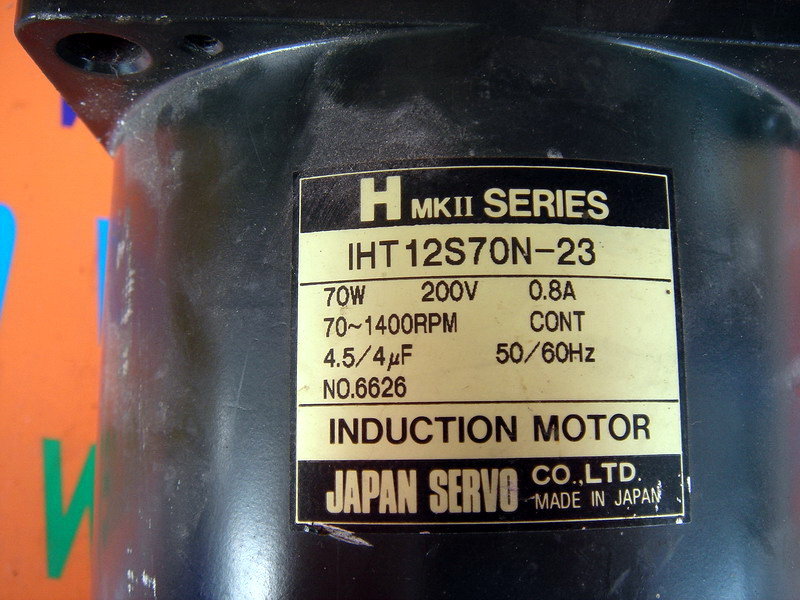 H MKII SERIES
IHT12S70N-23
70W 200V 0.8A
70~1400RPM CONT
4.5/4μF 50/60Hz
NO.6626
INDUCTION MOTOR
JAPAN SERVO CO.,LTD.
MADE IN JAPAN